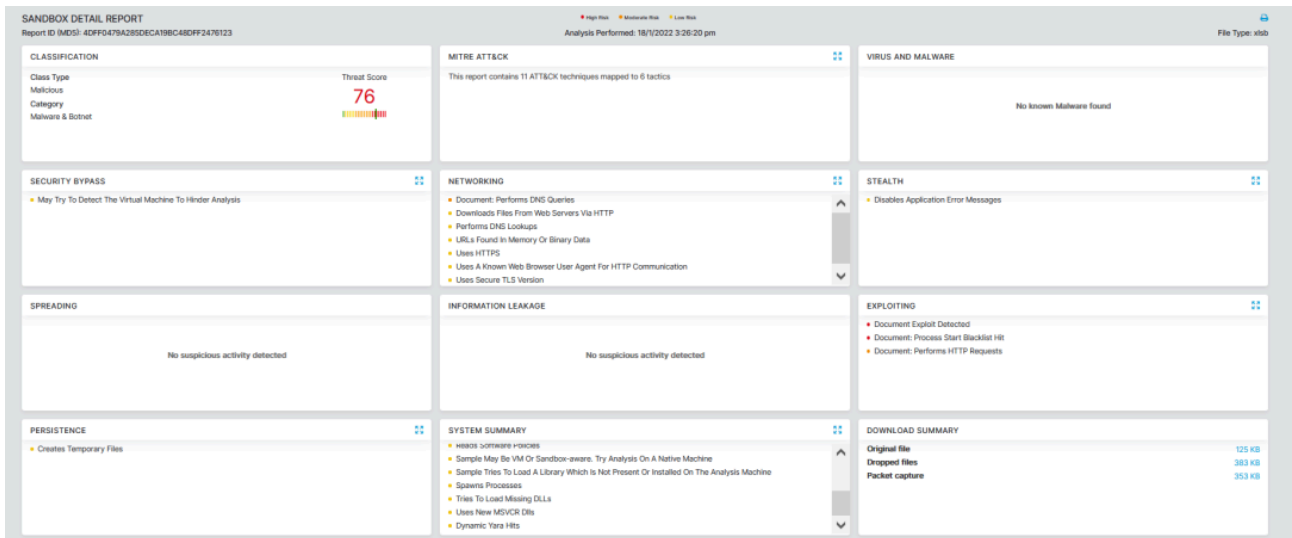 SANDBOX DETAIL REPORT
High Risk Moderate Risk Low Risk
Report ID (MD5): 4DFF0479A285DECA19BC48DFF2476123
Analysis Performed: 18/1/2022 3:26:20 pm
File Type: xlsb
CLASSIFICATION
Class Type
Threat Score
Malicious
76
Category
Malware & Botnet
MITRE ATT&CK
This report contains 11 ATT&CK techniques mapped to 6 tactics
VIRUS AND MALWARE
No known Malware found
SECURITY BYPASS
May Try To Detect The Virtual Machine To Hinder Analysis
NETWORKING
Document: Performs DNS Queries
Downloads Files From Web Servers Via HTTP
Performs DNS Lookups
URLs Found In Memory Or Binary Data
Uses HTTPS
Uses A Known Web Browser User Agent For HTTP Communication
Uses Secure TLS Version
STEALTH
Disables Application Error Messages
SPREADING
No suspicious activity detected
INFORMATION LEAKAGE
No suspicious activity detected
EXPLOITING
Document Exploit Detected
Document: Process Start Blacklist Hit
Document: Performs HTTP Requests
PERSISTENCE
Creates Temporary Files
SYSTEM SUMMARY
Reads Software Policies
Sample May Be VM Or Sandbox-aware. Try Analysis On A Native Machine
Sample Tries To Load A Library Which Is Not Present Or Installed On The Analysis Machine
Spawns Processes
Tries To Load Missing DLLs
Uses New MSVCR Dlls
Dynamic Yara Hits
DOWNLOAD SUMMARY
Original file 125 KB
Dropped files 383 KB
Packet capture 353 KB